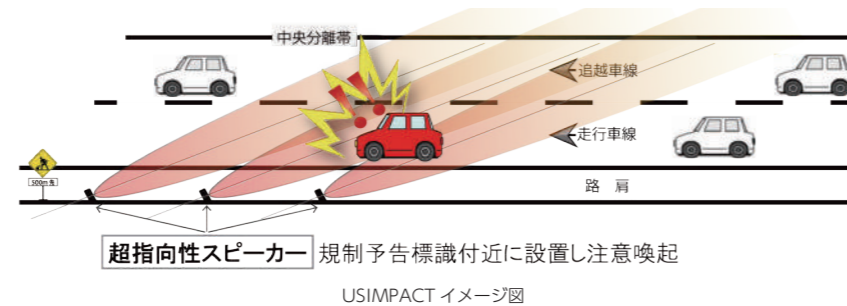 中央分離帯
追越車線
走行車線
500m先
路肩
超指向性スピーカー 規制予告標識付近に設置し注意喚起
USIMPACT イメージ図